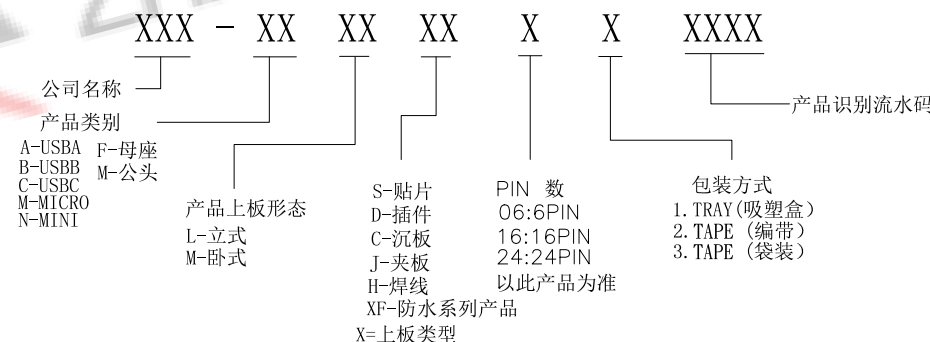 XXX - XX XX XX X X XXXX
公司名称
产品识别流水码
产品类别
A-USBA F-母座
B-USBB M-公头
C-USBC
M-MICRO
N-MINI
产品上板形态
L-立式
M-卧式
S-贴片
D-插件
C-沉板
J-夹板
H-焊线
XF-防水系列产品
X=上板类型
PIN 数
06:6PIN
16:16PIN
24:24PIN
以此产品为准
包装方式
1. TRAY(吸塑盒)
2. TAPE (编带)
3. TAPE (袋装)